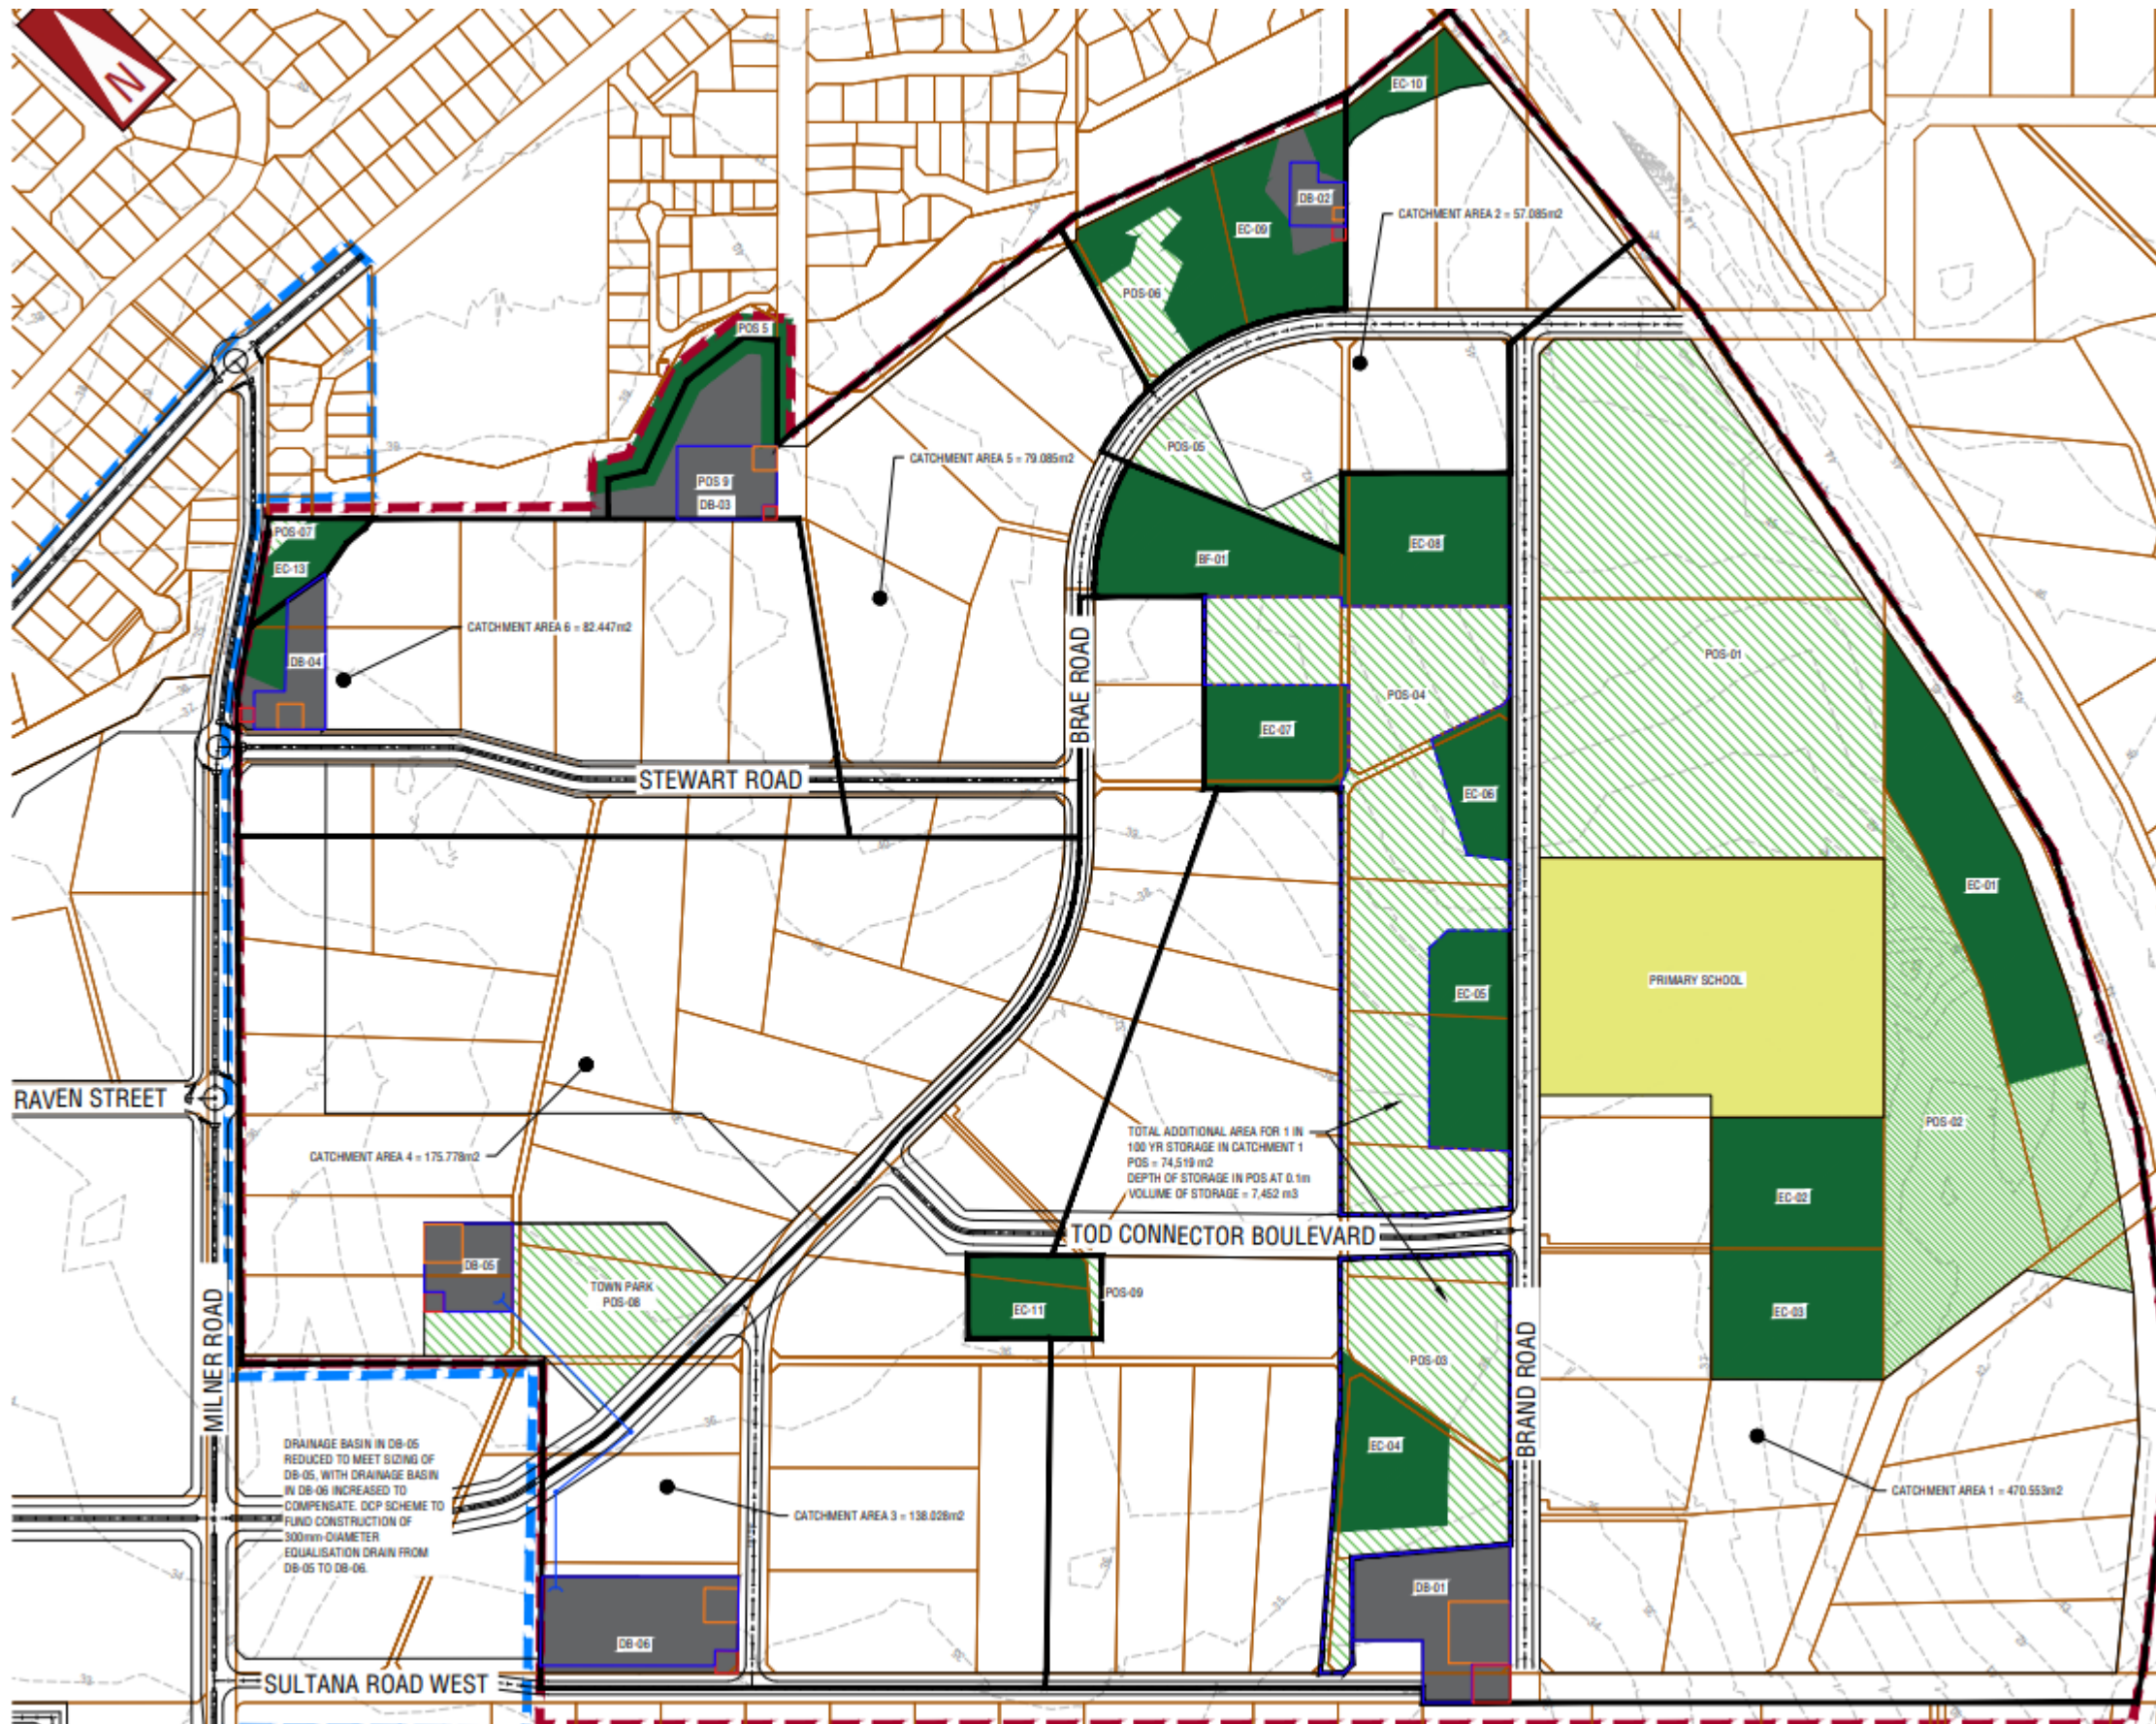 N
EC-10
DB-02
CATCHMENT AREA 2 = 57.085m2
EC-09
POS-06
POS 5
POS-05
CATCHMENT AREA 5 = 79.085m2
POS 9
DB-03
POS-07
EC-13
BF-01
EC-08
CATCHMENT AREA 6 = 82.447m2
DB-04
BRAE ROAD
POS-01
POS-04
EC-07
STEWART ROAD
EC-06
EC-01
PRIMARY SCHOOL
EC-05
RAVEN STREET
CATCHMENT AREA 4 = 175.778m2
TOTAL ADDITIONAL AREA FOR 1 IN
100 YR STORAGE IN CATCHMENT 1
POS = 74,519 m2
DEPTH OF STORAGE IN POS AT 0.1m
VOLUME OF STORAGE = 7,452 m3
POS-02
EC-02
TOD CONNECTOR BOULEVARD
DB-05
TOWN PARK
POS-08
EC-11
POS-09
EC-03
MILNER ROAD
POS-03
BRAND ROAD
EC-04
DRAINAGE BASIN IN DB-05
REDUCED TO MEET SIZING OF
DB-05, WITH DRAINAGE BASIN
IN DB-06 INCREASED TO
COMPENSATE. DCP SCHEME TO
FUND CONSTRUCTION OF
300mm-DIAMETER
EQUALISATION DRAIN FROM
DB-05 TO DB-06.
CATCHMENT AREA 3 = 138.028m2
CATCHMENT AREA 1 = 470.553m2
DB-01
DB-06
SULTANA ROAD WEST